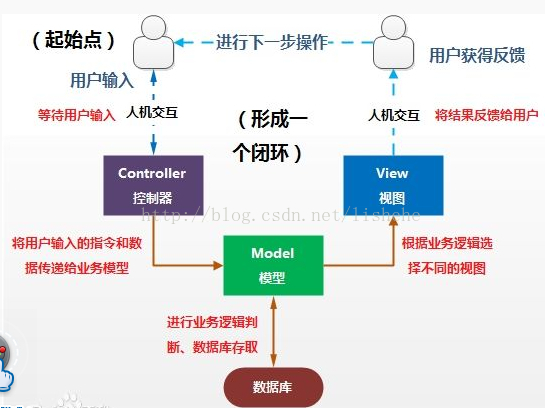 （起始点）
进行下一步操作
用户输入
用户获得反馈
等待用户输入
人机交互
人机交互
将结果反馈给用户
（形成一
个闭环）
Controller
控制器
View
视图
http://blog.csdn.net/lishehe
将用户输入的指令和数
据传递给业务模型
Model
模型
根据业务逻辑选
择不同的视图
进行业务逻辑判
断、数据库存取
数据库